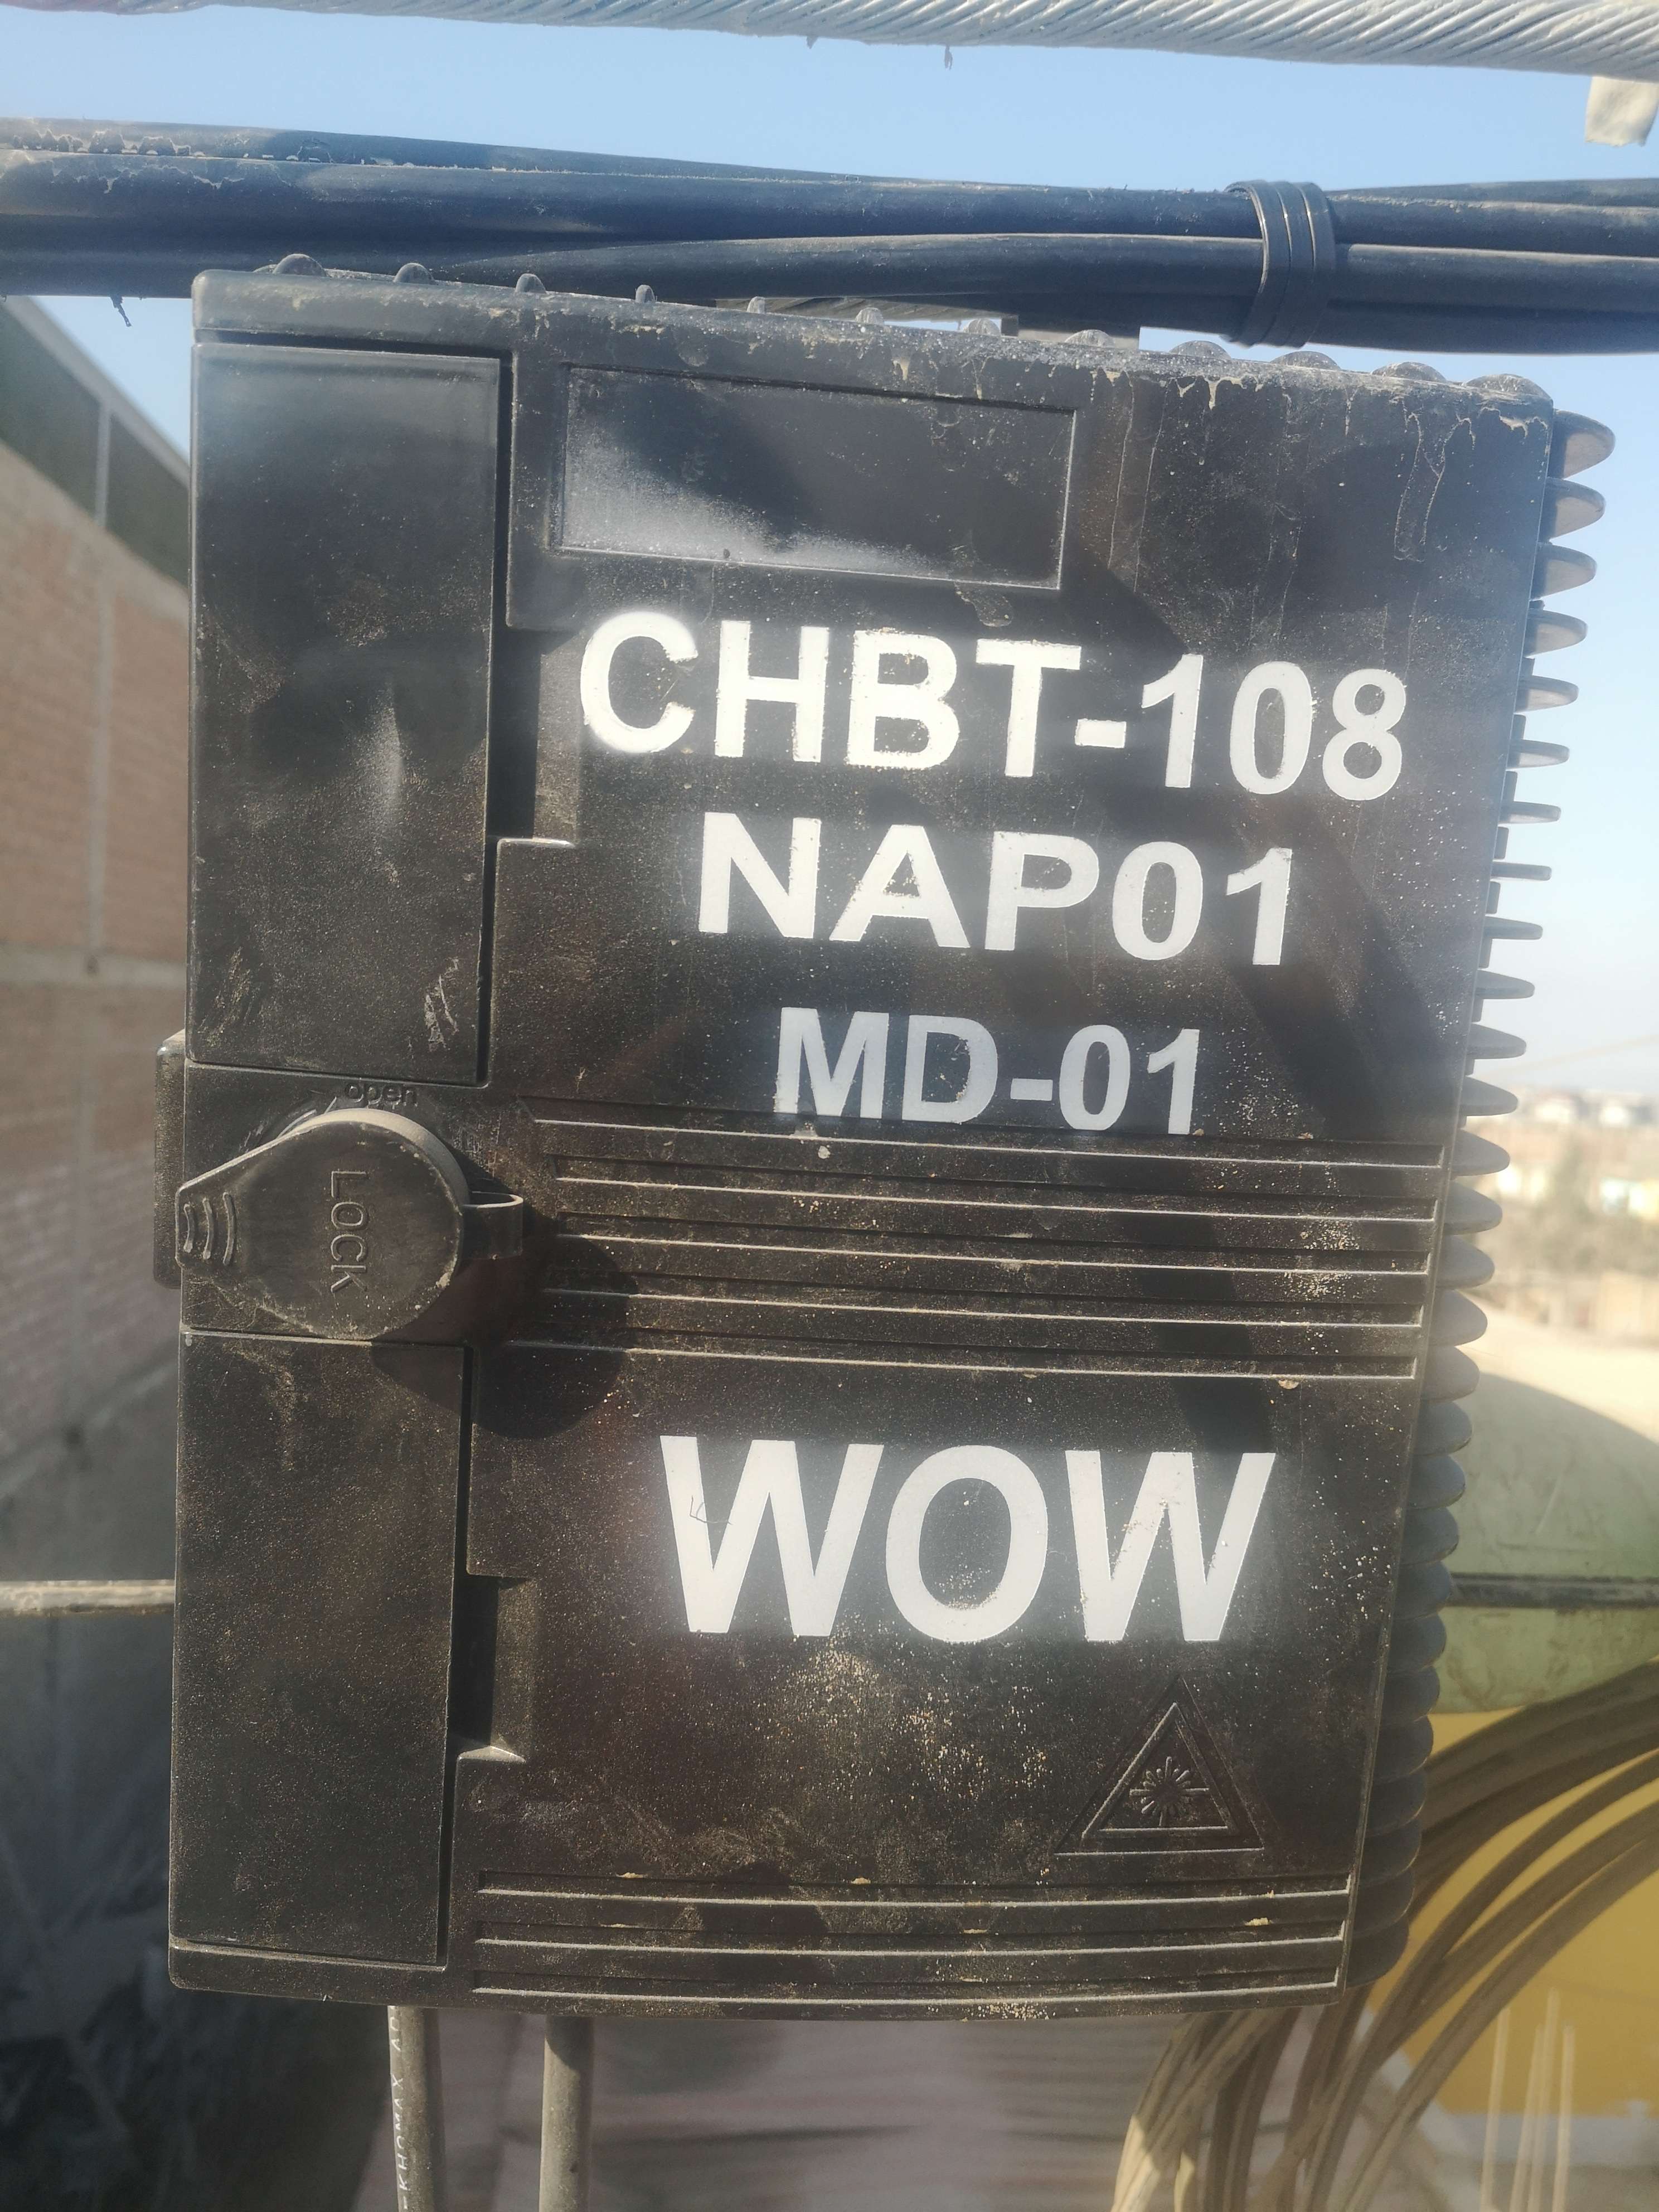 CHBT-108
NAP01
MD-01
open
LOCK
WOW